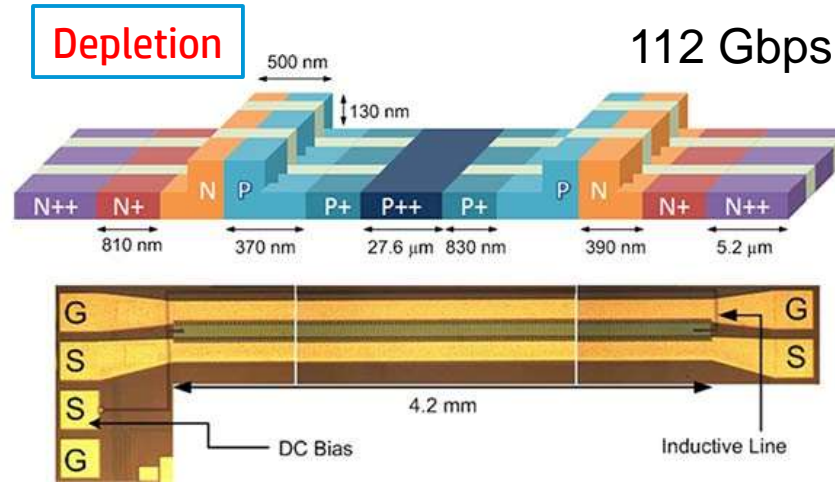 Depletion
112 Gbps
500 nm
130 nm
N++ N+ N P P+ P++ P+ P N N+ N++
810 nm 370 nm 27.6 μm 830 nm 390 nm 5.2 μm
G G
S S
4.2 mm
S
DC Bias
Inductive Line
G